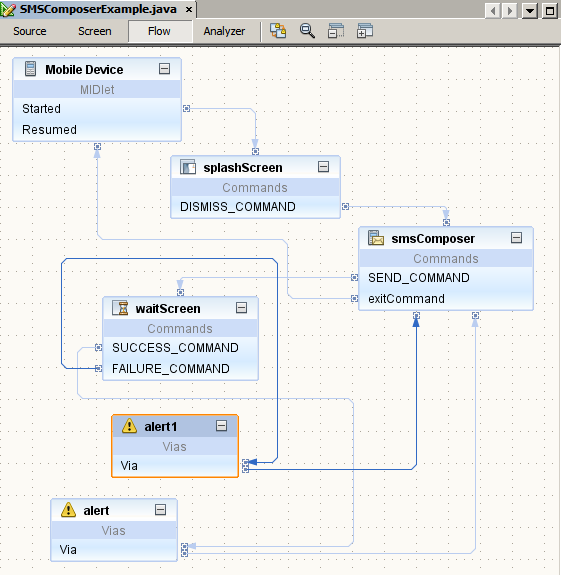 SMSComposerExample.java ×
Source Screen Flow Analyzer
Mobile Device
MIDlet
Started
Resumed
splashScreen
Commands
DISMISS_COMMAND
smsComposer
Commands
SEND_COMMAND
exitCommand
waitScreen
Commands
SUCCESS_COMMAND
FAILURE_COMMAND
alert1
Vias
Via
alert
Vias
Via